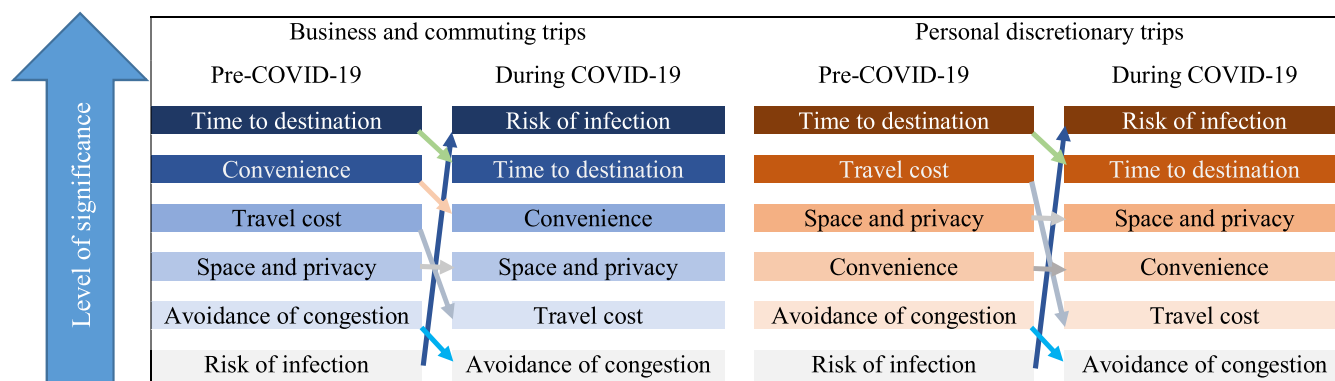 Level of significance
Business and commuting trips
Personal discretionary trips
Pre-COVID-19
During COVID-19
Pre-COVID-19
During COVID-19
Time to destination
Risk of infection
Time to destination
Risk of infection
Convenience
Time to destination
Travel cost
Time to destination
Travel cost
Convenience
Space and privacy
Space and privacy
Space and privacy
Space and privacy
Convenience
Convenience
Avoidance of congestion
Travel cost
Avoidance of congestion
Travel cost
Risk of infection
Avoidance of congestion
Risk of infection
Avoidance of congestion